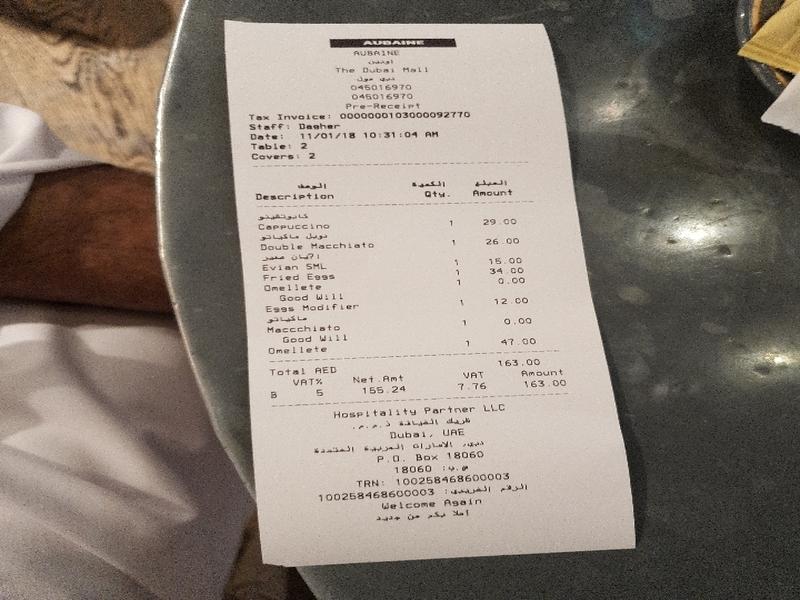 AUBAINE
AUBAINE
اوبين
The Dubai Mall
دبي مول
045016970
045016970
Pre-Receipt
Tax Invoice: 0000000103000092770
Staff: Dagher
Date: 11/01/18 10:31:04 AM
Table: 2
Covers: 2
الوصف الكمية المبلغ
Description Qty. Amount
كابوتشينو
Cappuccino 1 29.00
دوبل ماكياتو
Double Macchiato 1 26.00
ايفيان صغير
Evian SML 1 15.00
Fried Eggs 1 34.00
Omellete 1 0.00
Good Will
Eggs Modifier 1 12.00
ماكياتو
Maccchiato 1 0.00
Good Will
Omellete 1 47.00
Total AED 163.00
VAT% Net.Amt VAT Amount
B 5 155.24 7.76 163.00
Hospitality Partner LLC
شريك الضيافة ذ.م.م.
Dubai, UAE
دبي، الامارات العربية المتحدة
P.O. Box 18060
ص.ب: 18060
TRN: 100258468600003
الرقم الضريبي: 100258468600003
Welcome Again
اهلا بكم من جديد